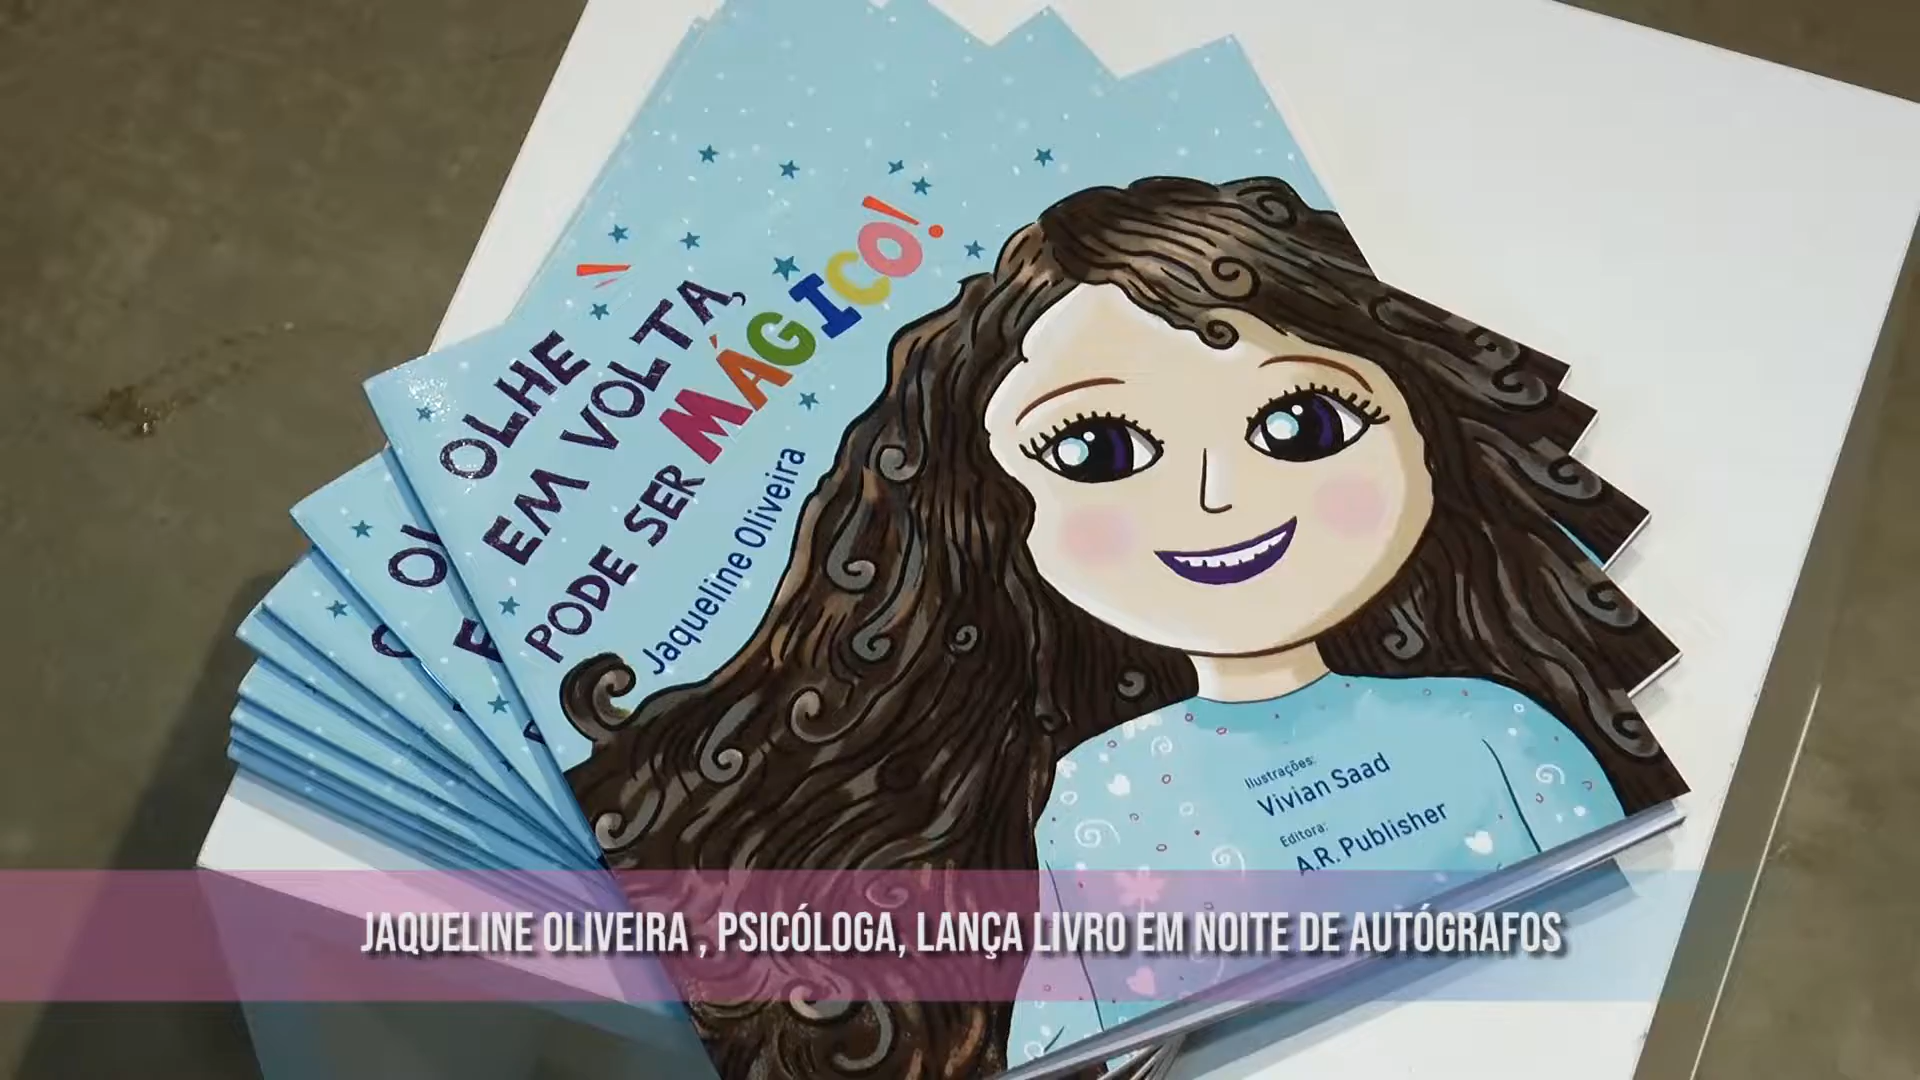 OLHE
EM VOLTA,
PODE SER MÁGICO!
Jaqueline Oliveira
Ilustrações:
Vivian Saad
Editora:
A.R. Publisher
JAQUELINE OLIVEIRA , PSICÓLOGA, LANÇA LIVRO EM NOITE DE AUTÓGRAFOS